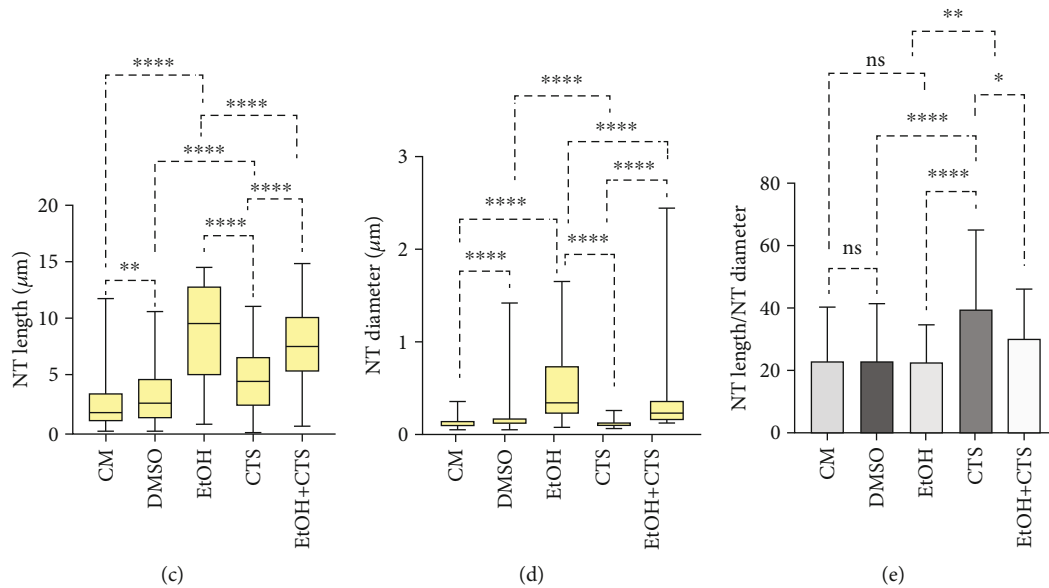 ****
****
****
****
****
**
NT length (μm)
20
15
10
5
0
CM
DMSO
EtOH
CTS
EtOH+CTS
(c)
****
****
****
****
****
****
NT diameter (μm)
3
2
1
0
CM
DMSO
EtOH
CTS
EtOH+CTS
(d)
**
ns
*
****
****
ns
NT length/NT diameter
80
60
40
20
0
CM
DMSO
EtOH
CTS
EtOH+CTS
(e)